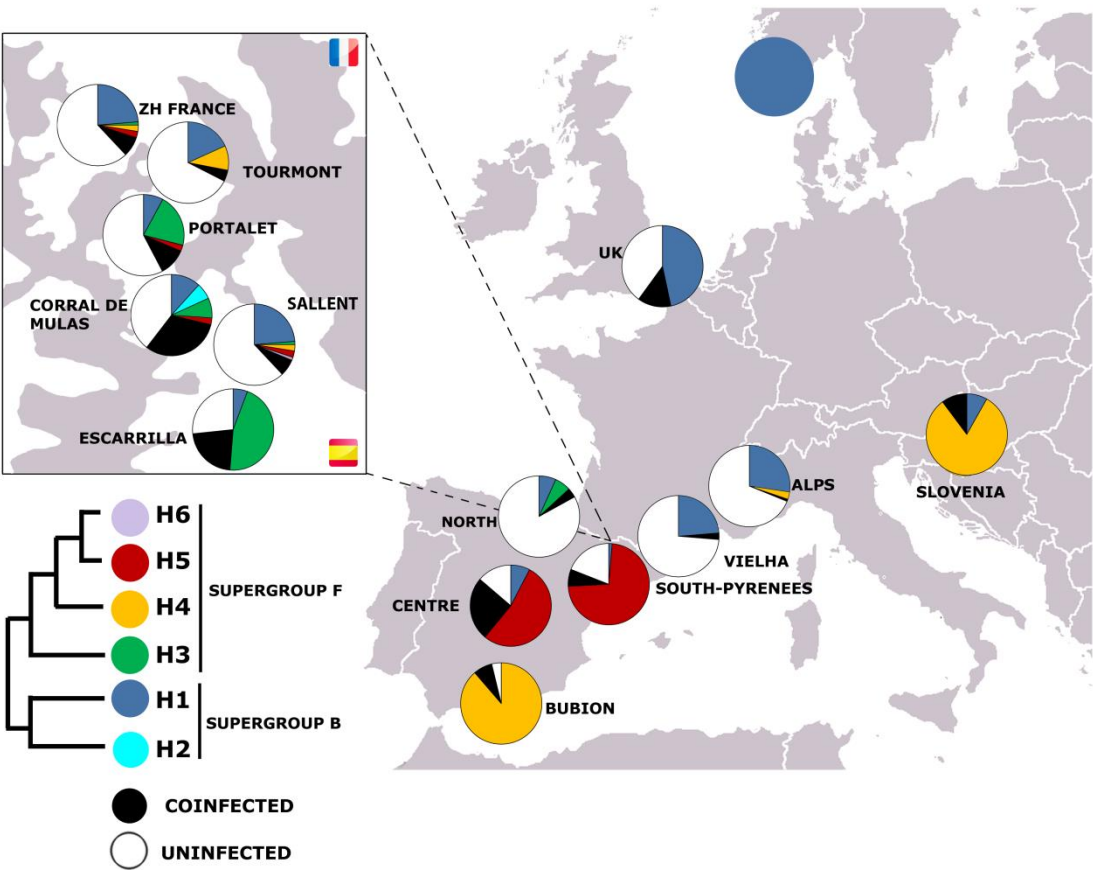 ZH FRANCE
TOURMONT
PORTALET
CORRAL DE
MULAS
SALLENT
ESCARRILLA
UK
ALPS
SLOVENIA
NORTH
VIELHA
SOUTH-PYRENEES
CENTRE
BUBION
H6
H5
SUPERGROUP F
H4
H3
H1
SUPERGROUP B
H2
COINFECTED
UNINFECTED